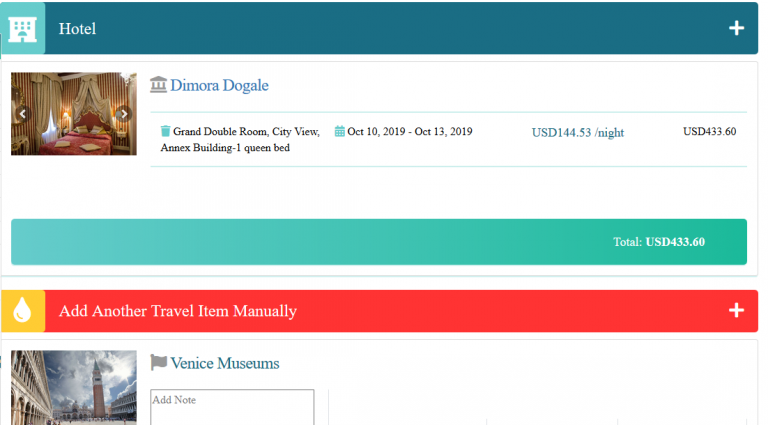 Hotel
Dimora Dogale
Grand Double Room, City View, Oct 10, 2019 - Oct 13, 2019 USD144.53 /night USD433.60
Annex Building-1 queen bed
Total: USD433.60
Add Another Travel Item Manually
Venice Museums
Add Note